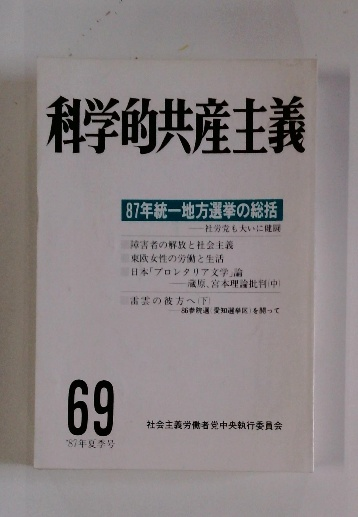 科学的共産主義
87年統一地方選挙の総括
──社労党も大いに健闘
障害者の解放と社会主義
東欧女性の労働と生活
日本「プロレタリア文学」論
──蔵原、宮本理論批判(中)
雷雲の彼方へ(下)
──86参院選(愛知選挙区)を闘って
69
'87年夏季号
社会主義労働者党中央執行委員会